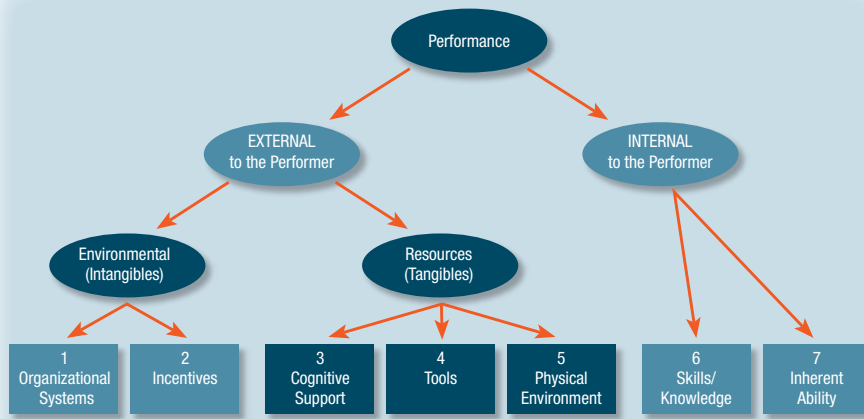 Performance
EXTERNAL
to the Performer
INTERNAL
to the Performer
Environmental
(Intangibles)
Resources
(Tangibles)
1
Organizational
Systems
2
Incentives
3
Cognitive
Support
4
Tools
5
Physical
Environment
6
Skills/
Knowledge
7
Inherent
Ability